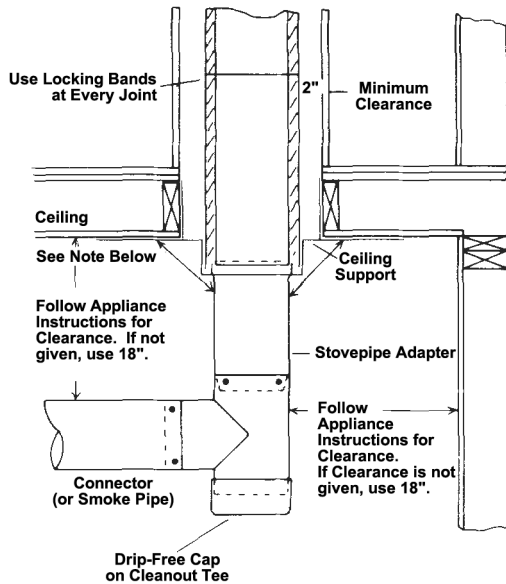 Use Locking Bands
at Every Joint
2"
Minimum
Clearance
Ceiling
See Note Below
Ceiling
Support
Follow Appliance
Instructions for
Clearance. If not
given, use 18".
Stovepipe Adapter
Follow
Appliance
Instructions for
Clearance.
If Clearance is not
given, use 18".
Connector
(or Smoke Pipe)
Drip-Free Cap
on Cleanout Tee